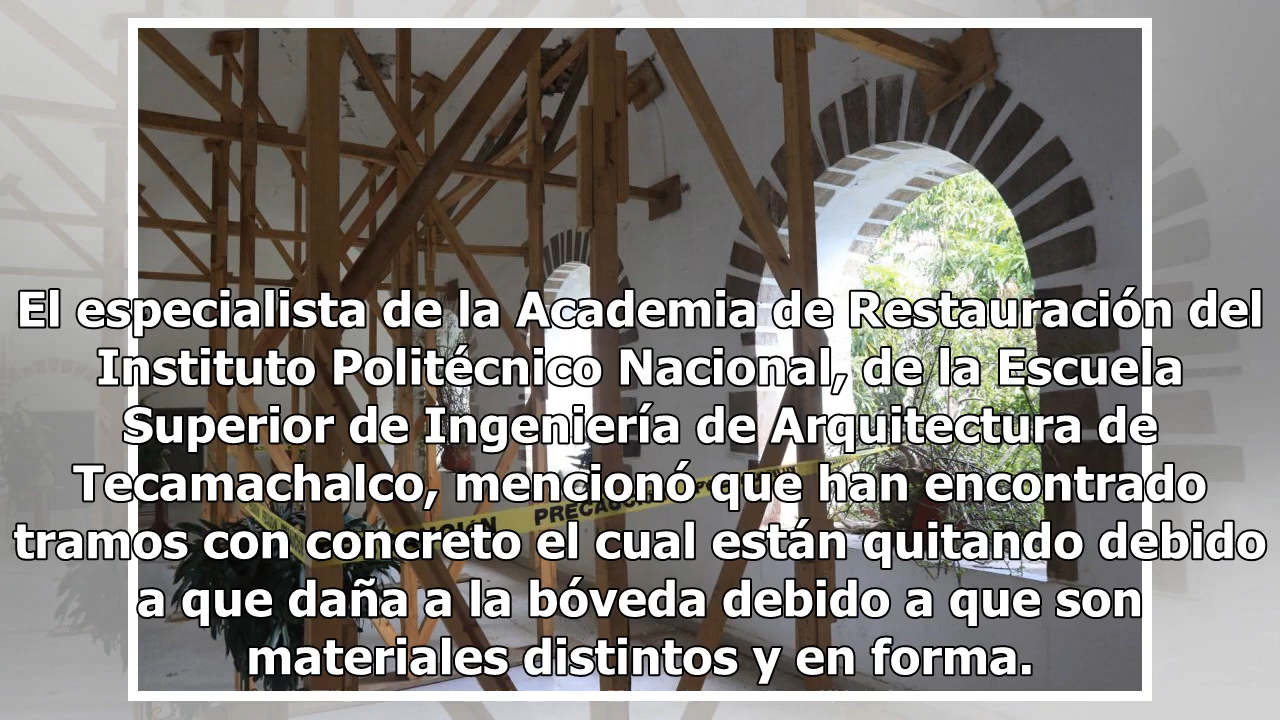 El especialista de la Academia de Restauración del
Instituto Politécnico Nacional, de la Escuela
Superior de Ingeniería de Arquitectura de
Tecamachalco, mencionó que han encontrado
tramos con concreto el cual están quitando debido
a que daña a la bóveda debido a que son
materiales distintos y en forma.